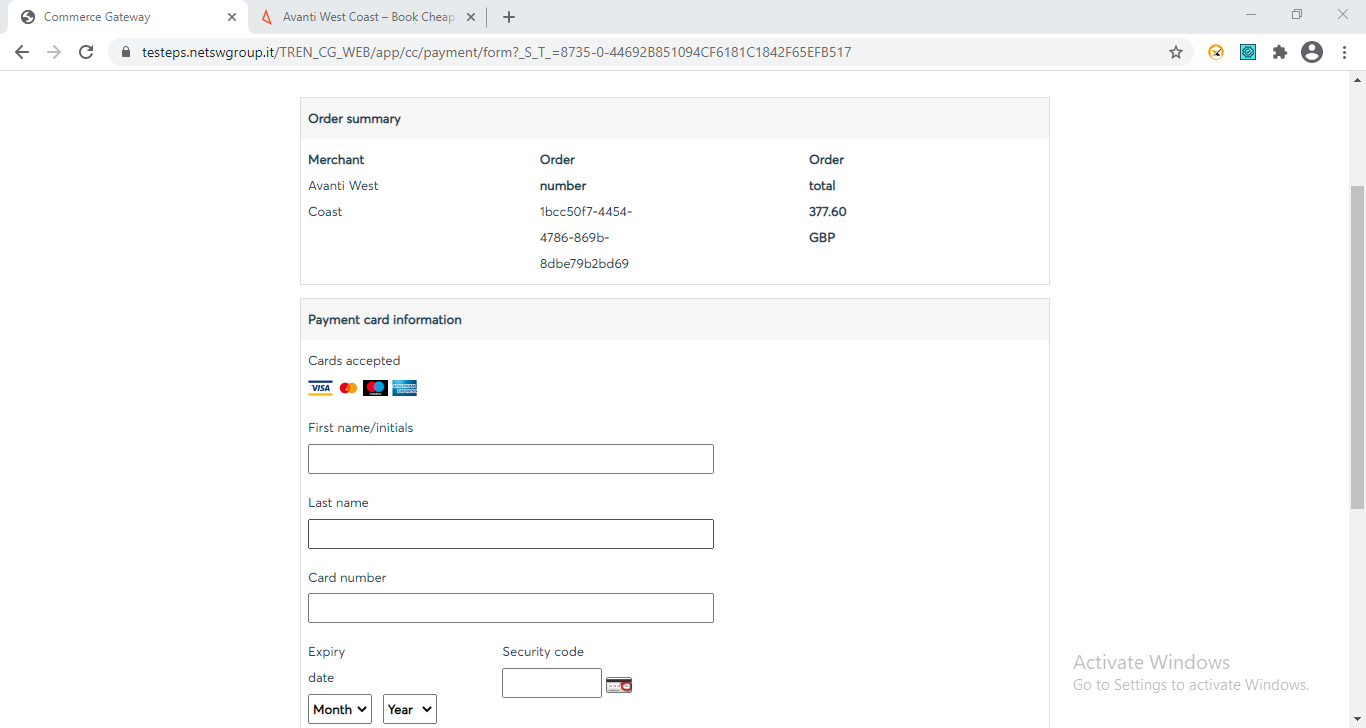 Commerce Gateway
Avanti West Coast – Book Cheap
testeps.netswgroup.it/TREN_CG_WEB/app/cc/payment/form?_S_T_=8735-0-44692B851094CF6181C1842F65EFB517
Order summary
Merchant
Avanti West
Coast
Order
number
1bcc50f7-4454-
4786-869b-
8dbe79b2bd69
Order
total
377.60
GBP
Payment card information
Cards accepted
VISA
First name/initials
Last name
Card number
Expiry
date
Security code
Month
Year
Activate Windows
Go to Settings to activate Windows.